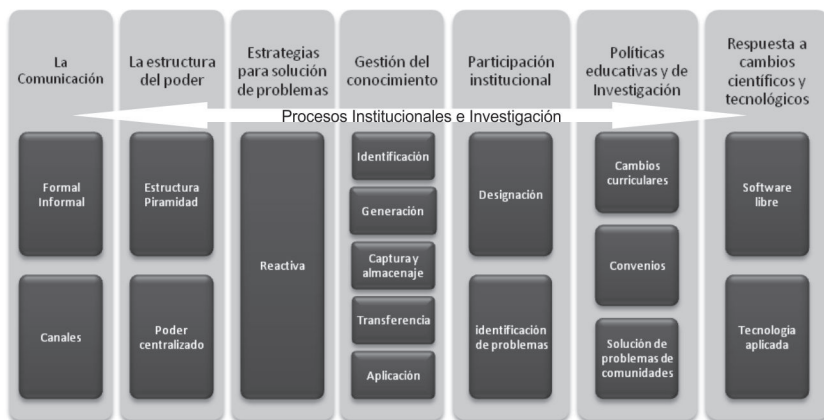 La
Comunicación
La estructura
del poder
Estrategias
para solución
de problemas
Gestión del
conocimiento
Participación
institucional
Políticas
educativas y de
Investigación
Respuesta a
cambios
científicos y
tecnológicos
Procesos Institucionales e Investigación
Formal
Informal
Canales
Estructura
Piramidad
Poder
centralizado
Reactiva
Identificación
Generación
Captura y
almacenaje
Transferencia
Aplicación
Designación
identificación
de problemas
Cambios
curriculares
Convenios
Solución de
problemas de
comunidades
Software
libre
Tecnología
aplicada